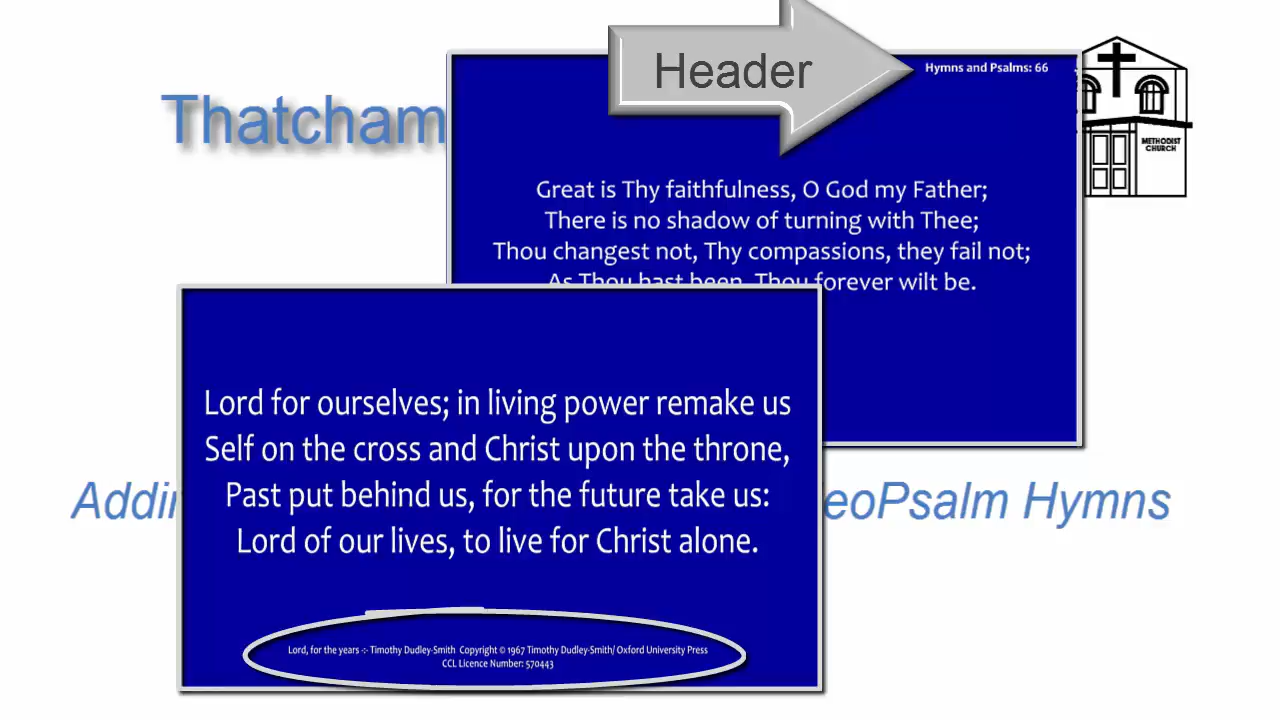 Header
Hymns and Psalms: 66
Thatcham
METHODIST
CHURCH
Great is Thy faithfulness, O God my Father;
There is no shadow of turning with Thee;
Thou changest not, Thy compassions, they fail not;
As Thou hast been, Thou forever wilt be.
Lord for ourselves; in living power remake us
Self on the cross and Christ upon the throne,
Past put behind us, for the future take us:
Lord of our lives, to live for Christ alone.
Hymns
Lord, for the years -:- Timothy Dudley-Smith Copyright © 1967 Timothy Dudley-Smith/ Oxford University Press
CCL Licence Number: 570443